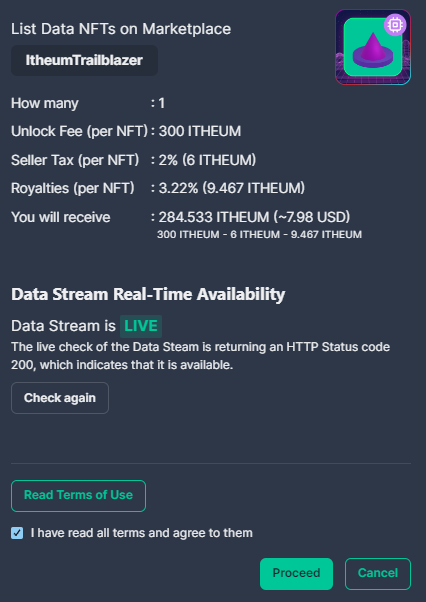 List Data NFTs on Marketplace
ItheumTrailblazer
How many : 1
Unlock Fee (per NFT) : 300 ITHEUM
Seller Tax (per NFT) : 2% (6 ITHEUM)
Royalties (per NFT) : 3.22% (9.467 ITHEUM)
You will receive : 284.533 ITHEUM (~7.98 USD)
300 ITHEUM - 6 ITHEUM - 9.467 ITHEUM
Data Stream Real-Time Availability
Data Stream is LIVE
The live check of the Data Steam is returning an HTTP Status code
200, which indicates that it is available.
Check again
Read Terms of Use
I have read all terms and agree to them
Proceed Cancel